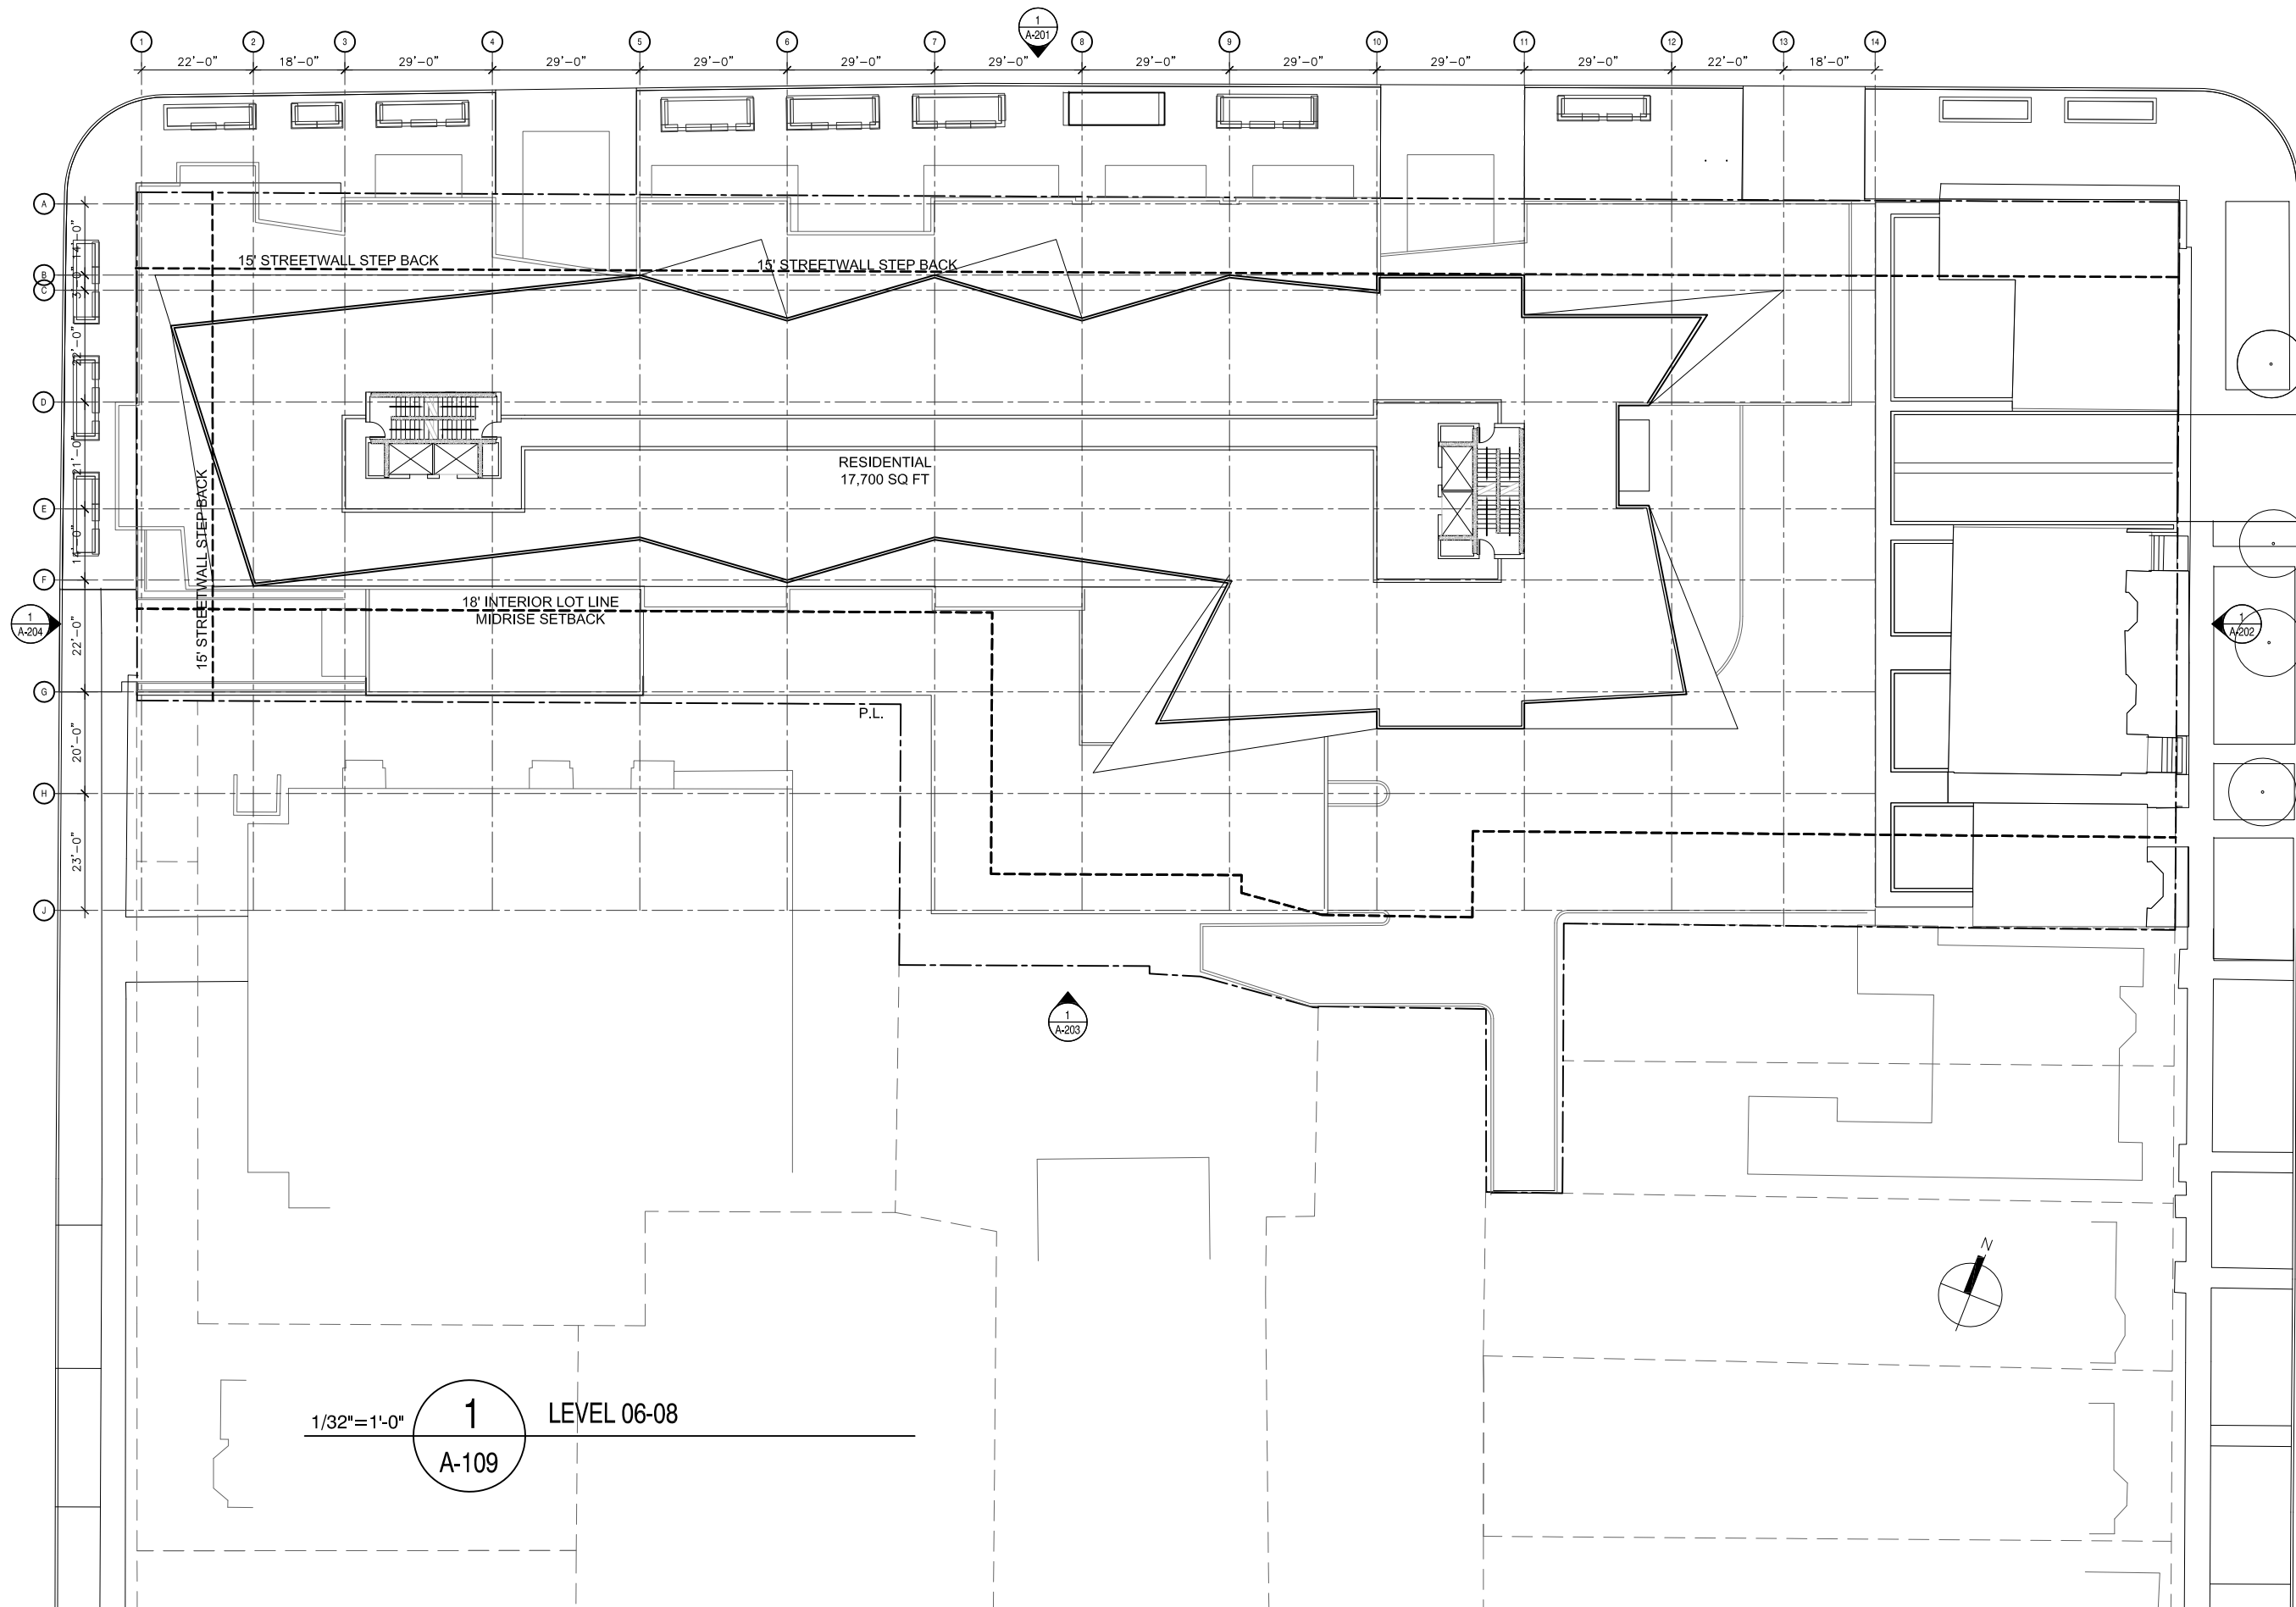 1
A-201
1 2 3 4 5 6 7 8 9 10 11 12 13 14
22'-0" 18'-0" 29'-0" 29'-0" 29'-0" 29'-0" 29'-0" 29'-0" 29'-0" 29'-0" 29'-0" 22'-0" 18'-0"
A
14'-0"
B
3'-0"
C
22'-0"
D
21'-0"
E
14'-0"
F
22'-0"
G
20'-0"
H
23'-0"
J
15' STREETWALL STEP BACK
15' STREETWALL STEP BACK
15' STREETWALL STEP BACK
RESIDENTIAL
17,700 SQ FT
18' INTERIOR LOT LINE
MIDRISE SETBACK
P.L.
1
A-204
1
A-202
1
A-203
N
1/32"=1'-0"
1
A-109
LEVEL 06-08